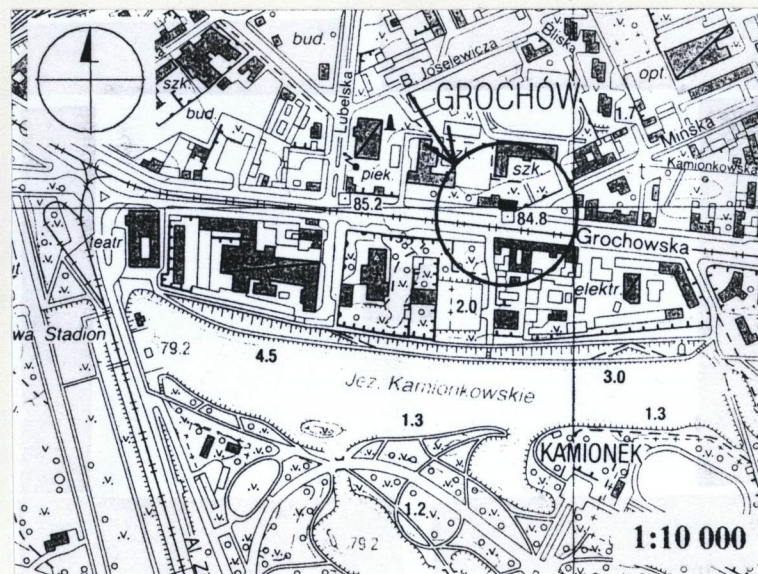 bud.
szk.
bud.
B. Joselewicza
Bliska
opt.
GROCHÓW
1.7
Lubelska
Mińska
szk.
Kamionkowska
piek.
85.2
84.8
teatr
Grochowska
elektr.
2.0
wa Stadion
79.2
4.5
3.0
Jez. Kamionkowskie
1.3
1.3
KAMIONEK
1.2
79.2
Al. Z
1:10 000